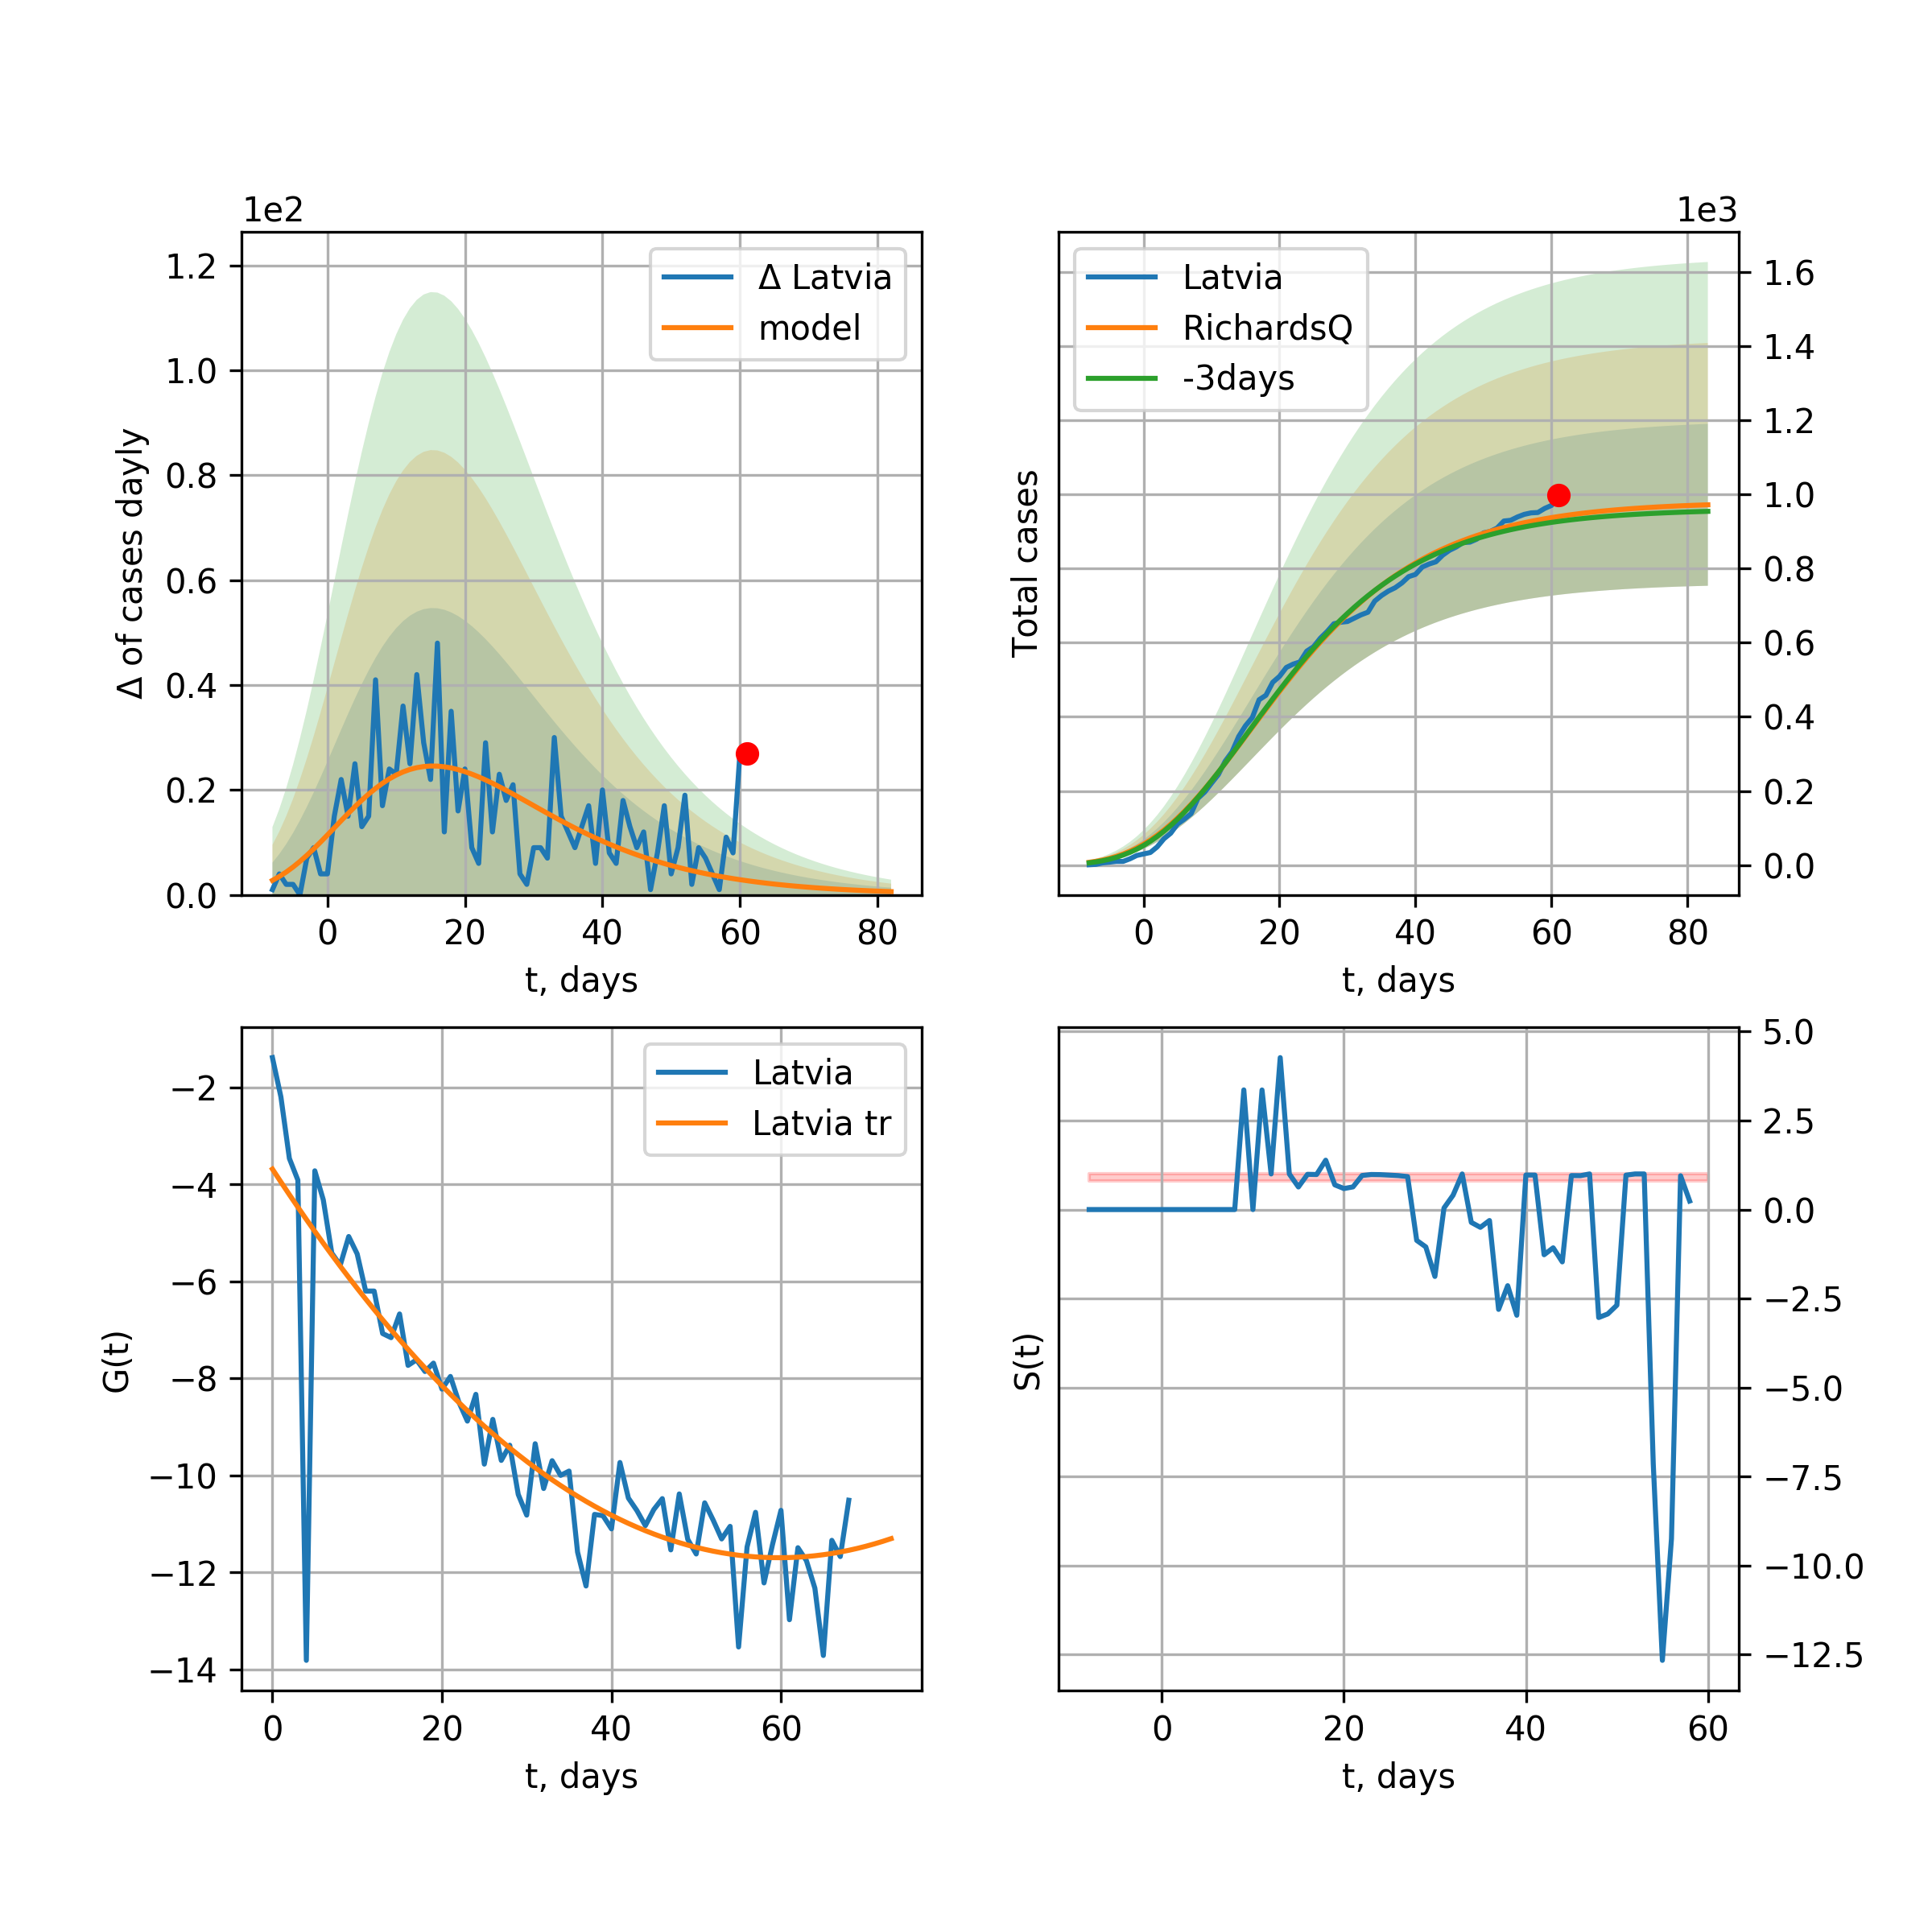 1e2
Δ of cases dayly
1.2
1.0
0.8
0.6
0.4
0.2
0.0
Δ Latvia
model
0 20 40 60 80
t, days
1e3
Total cases
Latvia
RichardsQ
-3days
1.6
1.4
1.2
1.0
0.8
0.6
0.4
0.2
0.0
0 20 40 60 80
t, days
G(t)
−2
−4
−6
−8
−10
−12
−14
Latvia
Latvia tr
0 20 40 60
t, days
S(t)
5.0
2.5
0.0
−2.5
−5.0
−7.5
−10.0
−12.5
0 20 40 60
t, days